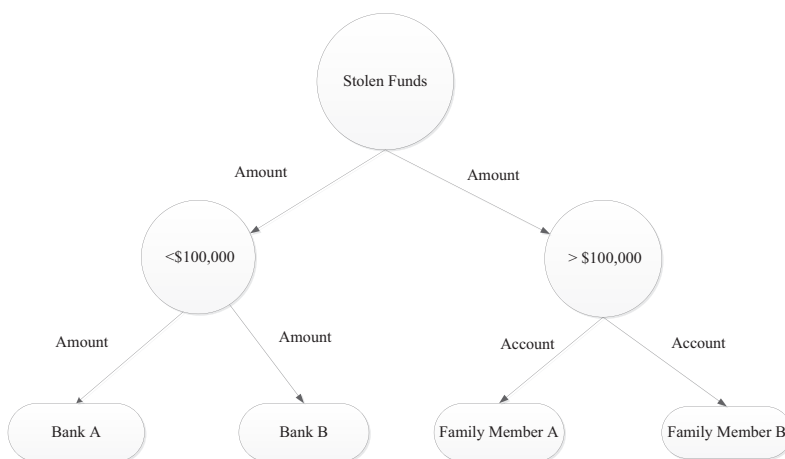 Stolen Funds
Amount
Amount
<$100,000
> $100,000
Amount
Amount
Account
Account
Bank A
Bank B
Family Member A
Family Member B